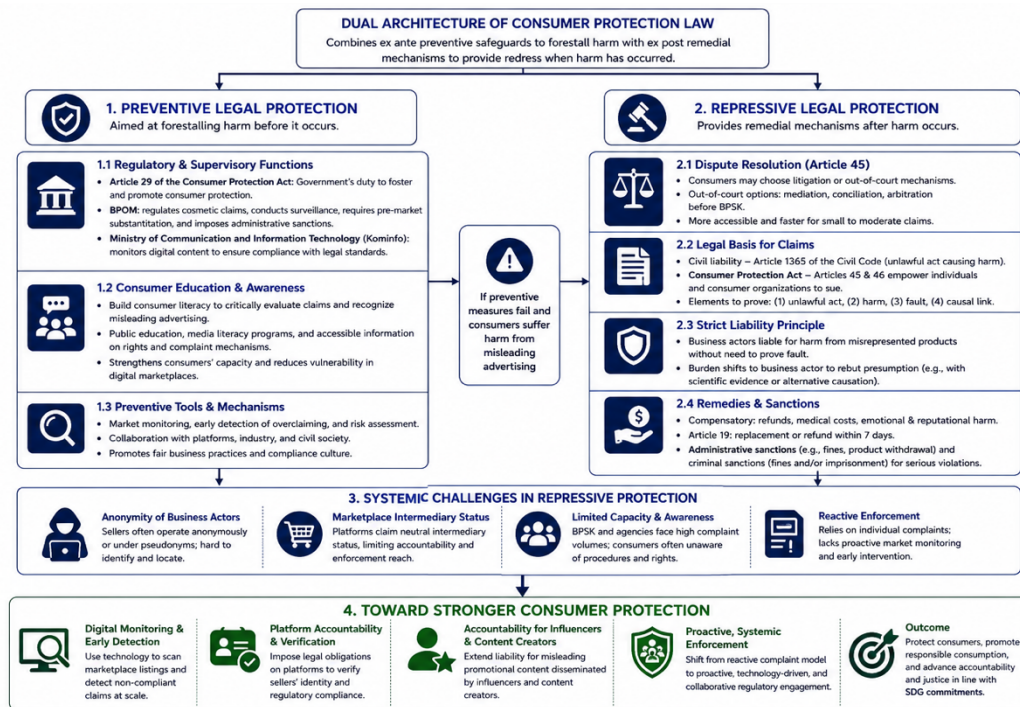 DUAL ARCHITECTURE OF CONSUMER PROTECTION LAW
Combines ex ante preventive safeguards to forestall harm with ex post remedial
mechanisms to provide redress when harm has occurred.
1. PREVENTIVE LEGAL PROTECTION
Aimed at forestalling harm before it occurs.
1.1 Regulatory & Supervisory Functions
• Article 29 of the Consumer Protection Act: Government's duty to foster
and promote consumer protection.
• BPOM: regulates cosmetic claims, conducts surveillance, requires pre-market
substantitation, and imposes administrative sanctions.
• Ministry of Communication and Information Technology (Kominfo):
monitors digital content to ensure compliance with legal standards.
1.2 Consumer Education & Awareness
• Build consumer literacy to critically evaluate claims and recognize
misleading advertising.
• Public education, media literacy programs, and accessible information
on rights and complaint mechanisms.
• Strengthens consumers' capacity and reduces vulnerability in
digital marketplaces.
1.3 Preventive Tools & Mechanisms
• Market monitoring, early detection of overclaiming, and risk assessment.
• Collaboration with platforms, industry, and civil society.
• Promotes fair business practices and compliance culture.
If preventive
measures fail and
consumers suffer
harm from
misleading
advertising
2. REPRESSIVE LEGAL PROTECTION
Provides remedial mechanisms after harm occurs.
2.1 Dispute Resolution (Article 45)
• Consumers may choose litigation or out-of-court mechanisms.
• Out-of-court options: mediation, conciliation, arbitration
before BPSK.
• More accessible and faster for small to moderate claims.
2.2 Legal Basis for Claims
• Civil liability – Article 1365 of the Civil Code (unlawful act causing harm).
• Consumer Protection Act – Articles 45 & 46 empower individuals
and consumer organizations to sue.
• Elements to prove: (1) unlawful act, (2) harm, (3) fault, (4) causal link.
2.3 Strict Liability Principle
• Business actors liable for harm from misrepresented products
without need to prove fault.
• Burden shifts to business actor to rebut presumption (e.g., with
scientific evidence or alternative causation).
2.4 Remedies & Sanctions
• Compensatory: refunds, medical costs, emotional & reputational harm.
• Article 19: replacement or refund within 7 days.
• Administrative sanctions (e.g., fines, product withdrawal) and
criminal sanctions (fines and/or imprisonment) for serious violations.
3. SYSTEMIC CHALLENGES IN REPRESSIVE PROTECTION
Anonymity of Business Actors
Sellers often operate anonymously
or under pseudonyms; hard to
identify and locate.
Marketplace Intermediary Status
Platforms claim neutral intermediary
status, limiting accountability and
enforcement reach.
Limited Capacity & Awareness
BPSK and agencies face high complaint
volumes; consumers often unaware
of procedures and rights.
Reactive Enforcement
Relies on individual complaints;
lacks proactive market monitoring
and early intervention.
4. TOWARD STRONGER CONSUMER PROTECTION
Digital Monitoring &
Early Detection
Use technology to scan
marketplace listings and
detect non-compliant
claims at scale.
Platform Accountability
& Verification
Impose legal obligations
on platforms to verify
sellers' identity and
regulatory compliance.
Accountability for Influencers
& Content Creators
Extend liability for misleading
promotional content disseminated
by influencers and content
creators.
Proactive, Systemic
Enforcement
Shift from reactive complaint model
to proactive, technology-driven, and
collaborative regulatory engagement.
Outcome
Protect consumers, promote
responsible consumption,
and advance accountability
and justice in line with
SDG commitments.